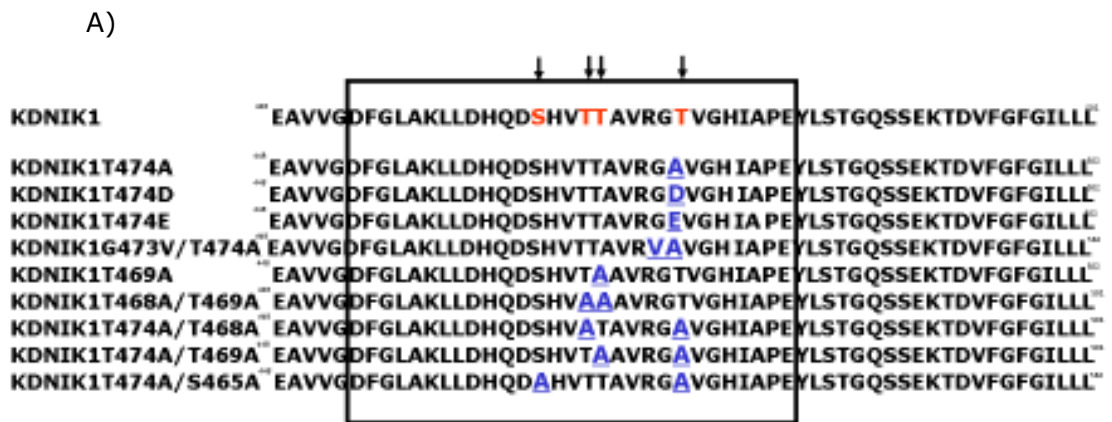 A)
KDNIK1 EAVVGDFGLAKLLDHQDSHVTTAVRGTVGHIAPEYLSTGQSSEKTDVFGFGILLL
KDNIK1T474A EAVVGDFGLAKLLDHQDSHVTTAVRGAVGHIAPEYLSTGQSSEKTDVFGFGILLL
KDNIK1T474D EAVVGDFGLAKLLDHQDSHVTTAVRGDVGHIAPEYLSTGQSSEKTDVFGFGILLL
KDNIK1T474E EAVVGDFGLAKLLDHQDSHVTTAVRGEVGHIAPEYLSTGQSSEKTDVFGFGILLL
KDNIK1G473V/T474A EAVVGDFGLAKLLDHQDSHVTTAVRVAVGHIAPEYLSTGQSSEKTDVFGFGILLL
KDNIK1T469A EAVVGDFGLAKLLDHQDSHVTAAVRGTVGHIAPEYLSTGQSSEKTDVFGFGILLL
KDNIK1T468A/T469A EAVVGDFGLAKLLDHQDSHVAAAVRGTVGHIAPEYLSTGQSSEKTDVFGFGILLL
KDNIK1T474A/T468A EAVVGDFGLAKLLDHQDSHVATAVRGAVGHIAPEYLSTGQSSEKTDVFGFGILLL
KDNIK1T474A/T469A EAVVGDFGLAKLLDHQDSHVTAAVRGAVGHIAPEYLSTGQSSEKTDVFGFGILLL
KDNIK1T474A/S465A EAVVGDFGLAKLLDHQDAHVTTAVRGAVGHIAPEYLSTGQSSEKTDVFGFGILLL